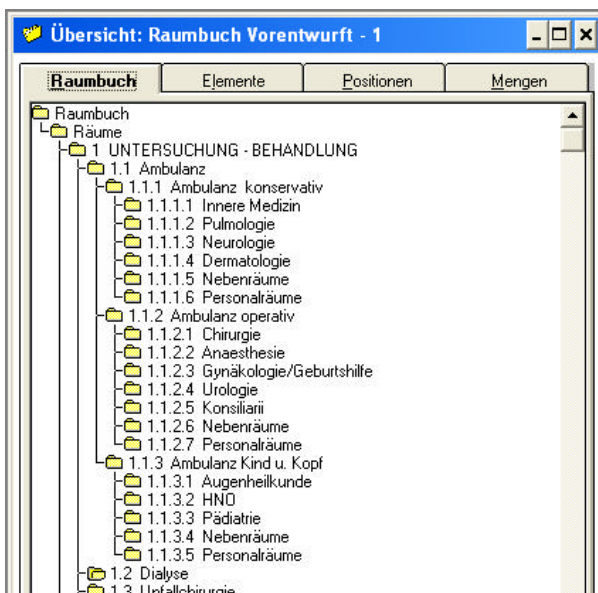 Übersicht: Raumbuch Vorentwurft - 1
Raumbuch Elemente Positionen Mengen
Raumbuch
Räume
1 UNTERSUCHUNG - BEHANDLUNG
1.1 Ambulanz
1.1.1 Ambulanz konservativ
1.1.1.1 Innere Medizin
1.1.1.2 Pulmologie
1.1.1.3 Neurologie
1.1.1.4 Dermatologie
1.1.1.5 Nebenräume
1.1.1.6 Personalräume
1.1.2 Ambulanz operativ
1.1.2.1 Chirurgie
1.1.2.2 Anaesthesie
1.1.2.3 Gynäkologie/Geburtshilfe
1.1.2.4 Urologie
1.1.2.5 Konsiliarii
1.1.2.6 Nebenräume
1.1.2.7 Personalräume
1.1.3 Ambulanz Kind u. Kopf
1.1.3.1 Augenheilkunde
1.1.3.2 HNO
1.1.3.3 Pädiatrie
1.1.3.4 Nebenräume
1.1.3.5 Personalräume
1.2 Dialyse
1.3 Unfallchirurgie